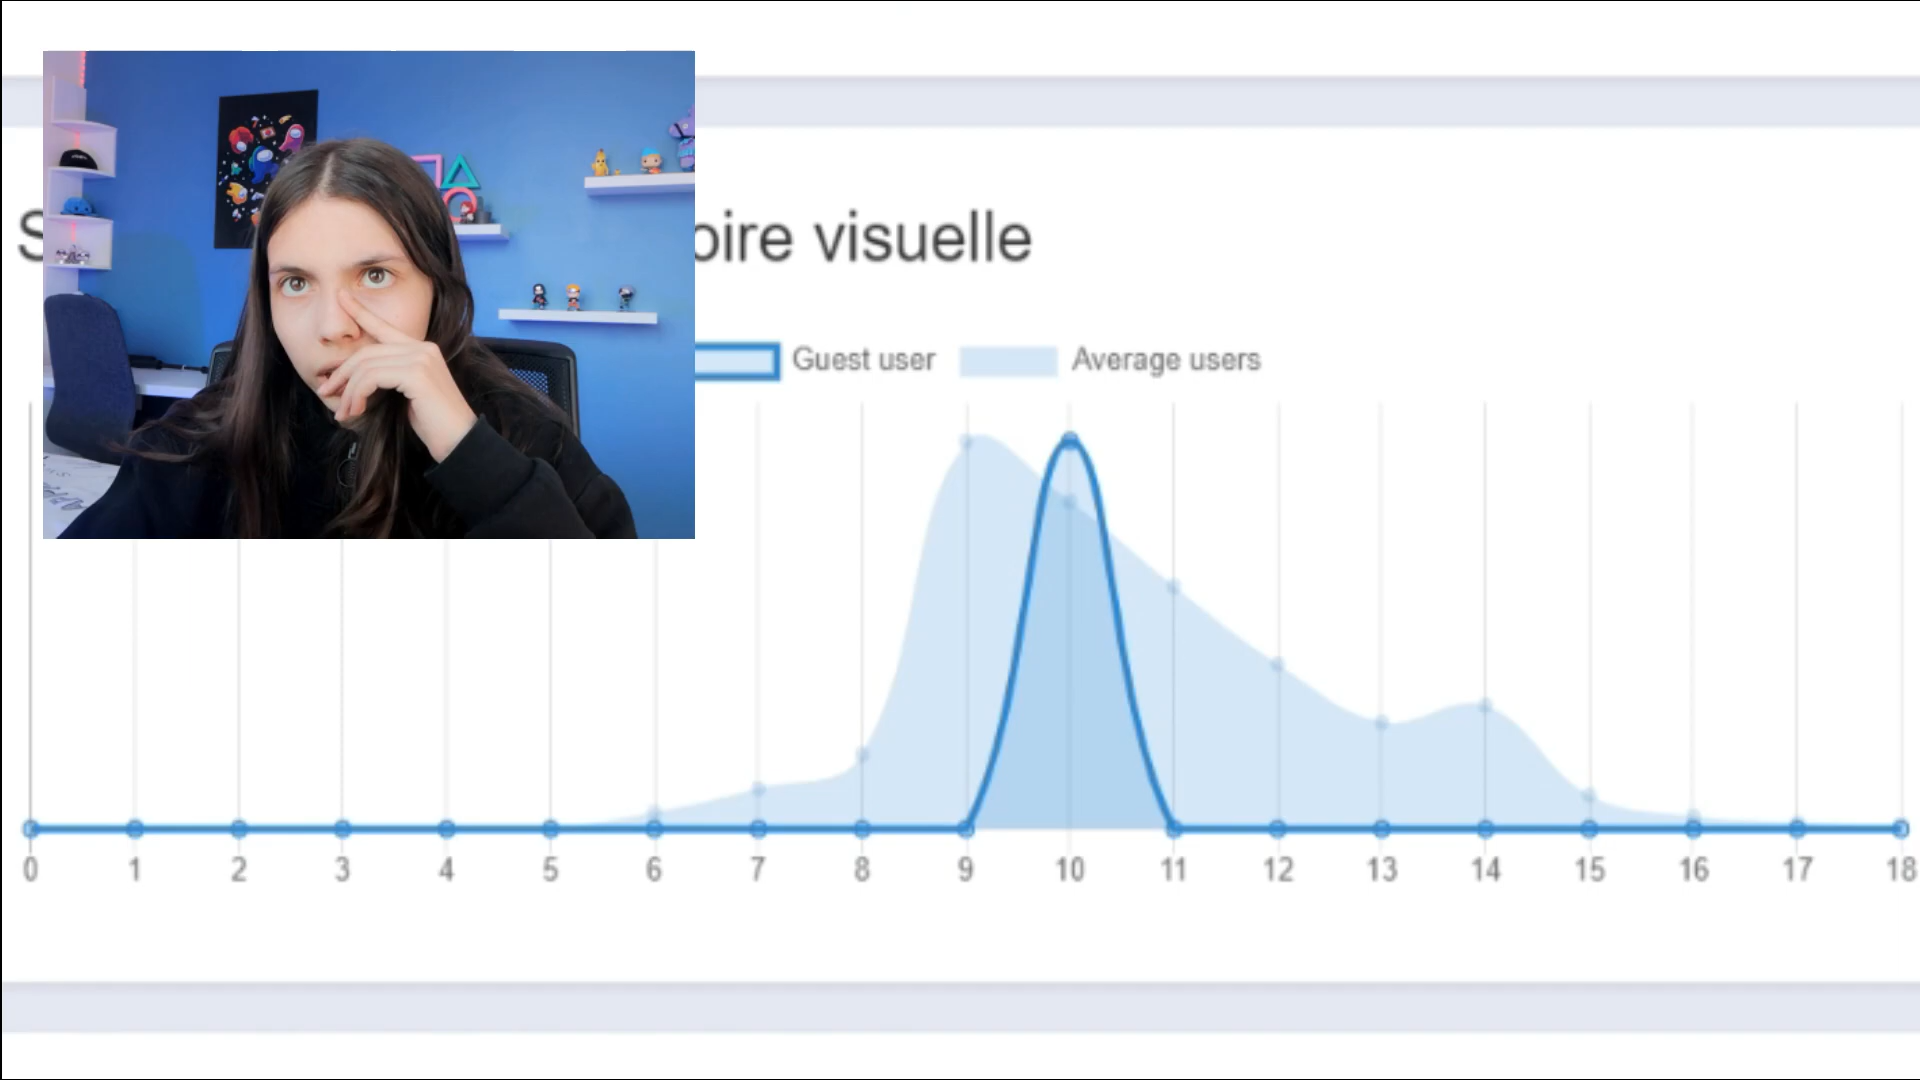 oire visuelle
Guest user Average users
0 1 2 3 4 5 6 7 8 9 10 11 12 13 14 15 16 17 18